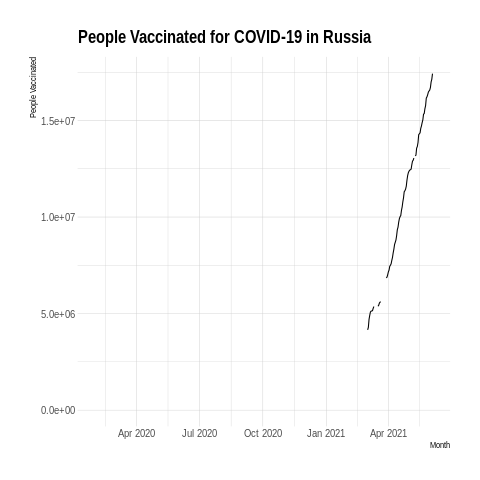 People Vaccinated for COVID-19 in Russia
People Vaccinated
1.5e+07
1.0e+07
5.0e+06
0.0e+00
Apr 2020 Jul 2020 Oct 2020 Jan 2021 Apr 2021
Month